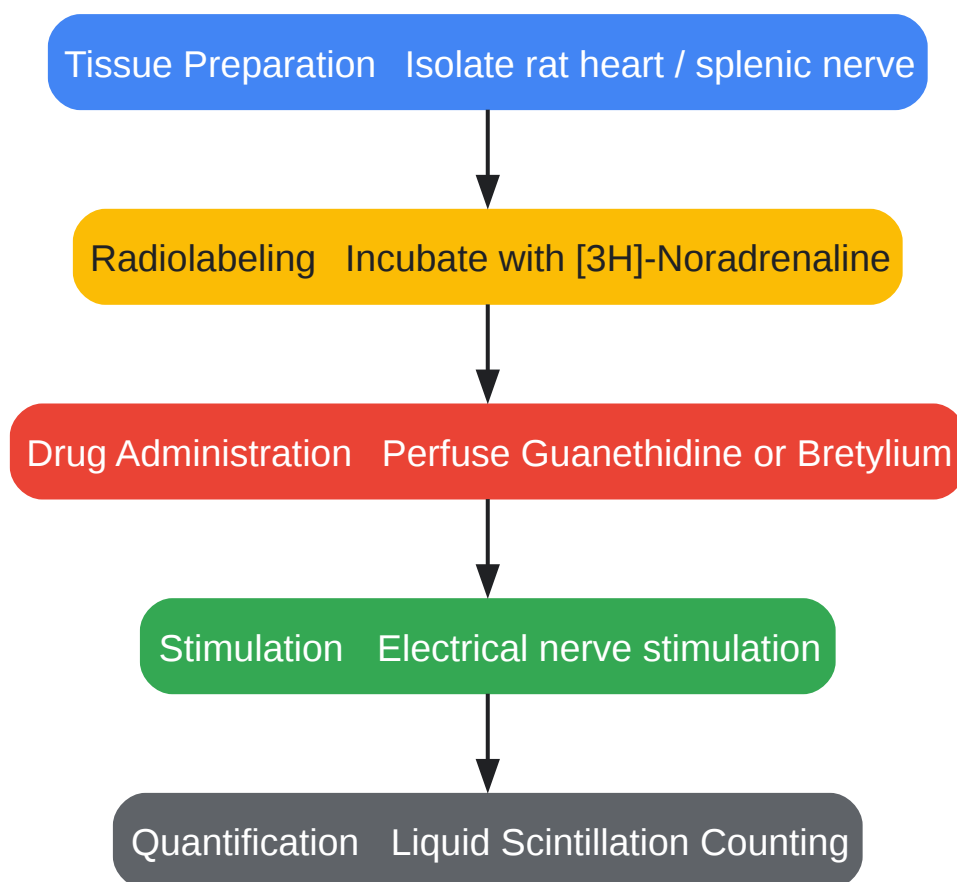 Tissue Preparation Isolate rat heart / splenic nerve
Radiolabeling Incubate with [3H]-Noradrenaline
Drug Administration Perfuse Guanethidine or Bretylium
Stimulation Electrical nerve stimulation
Quantification Liquid Scintillation Counting